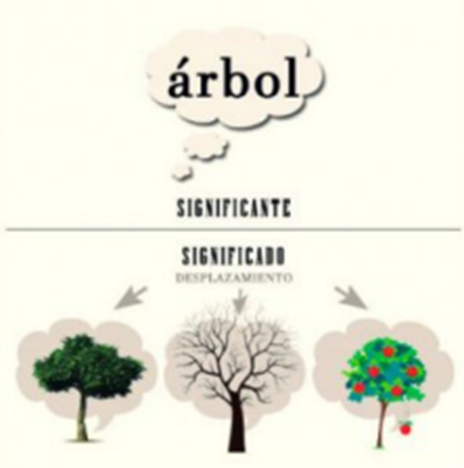 árbol
SIGNIFICANTE
SIGNIFICADO
DESPLAZAMIENTO